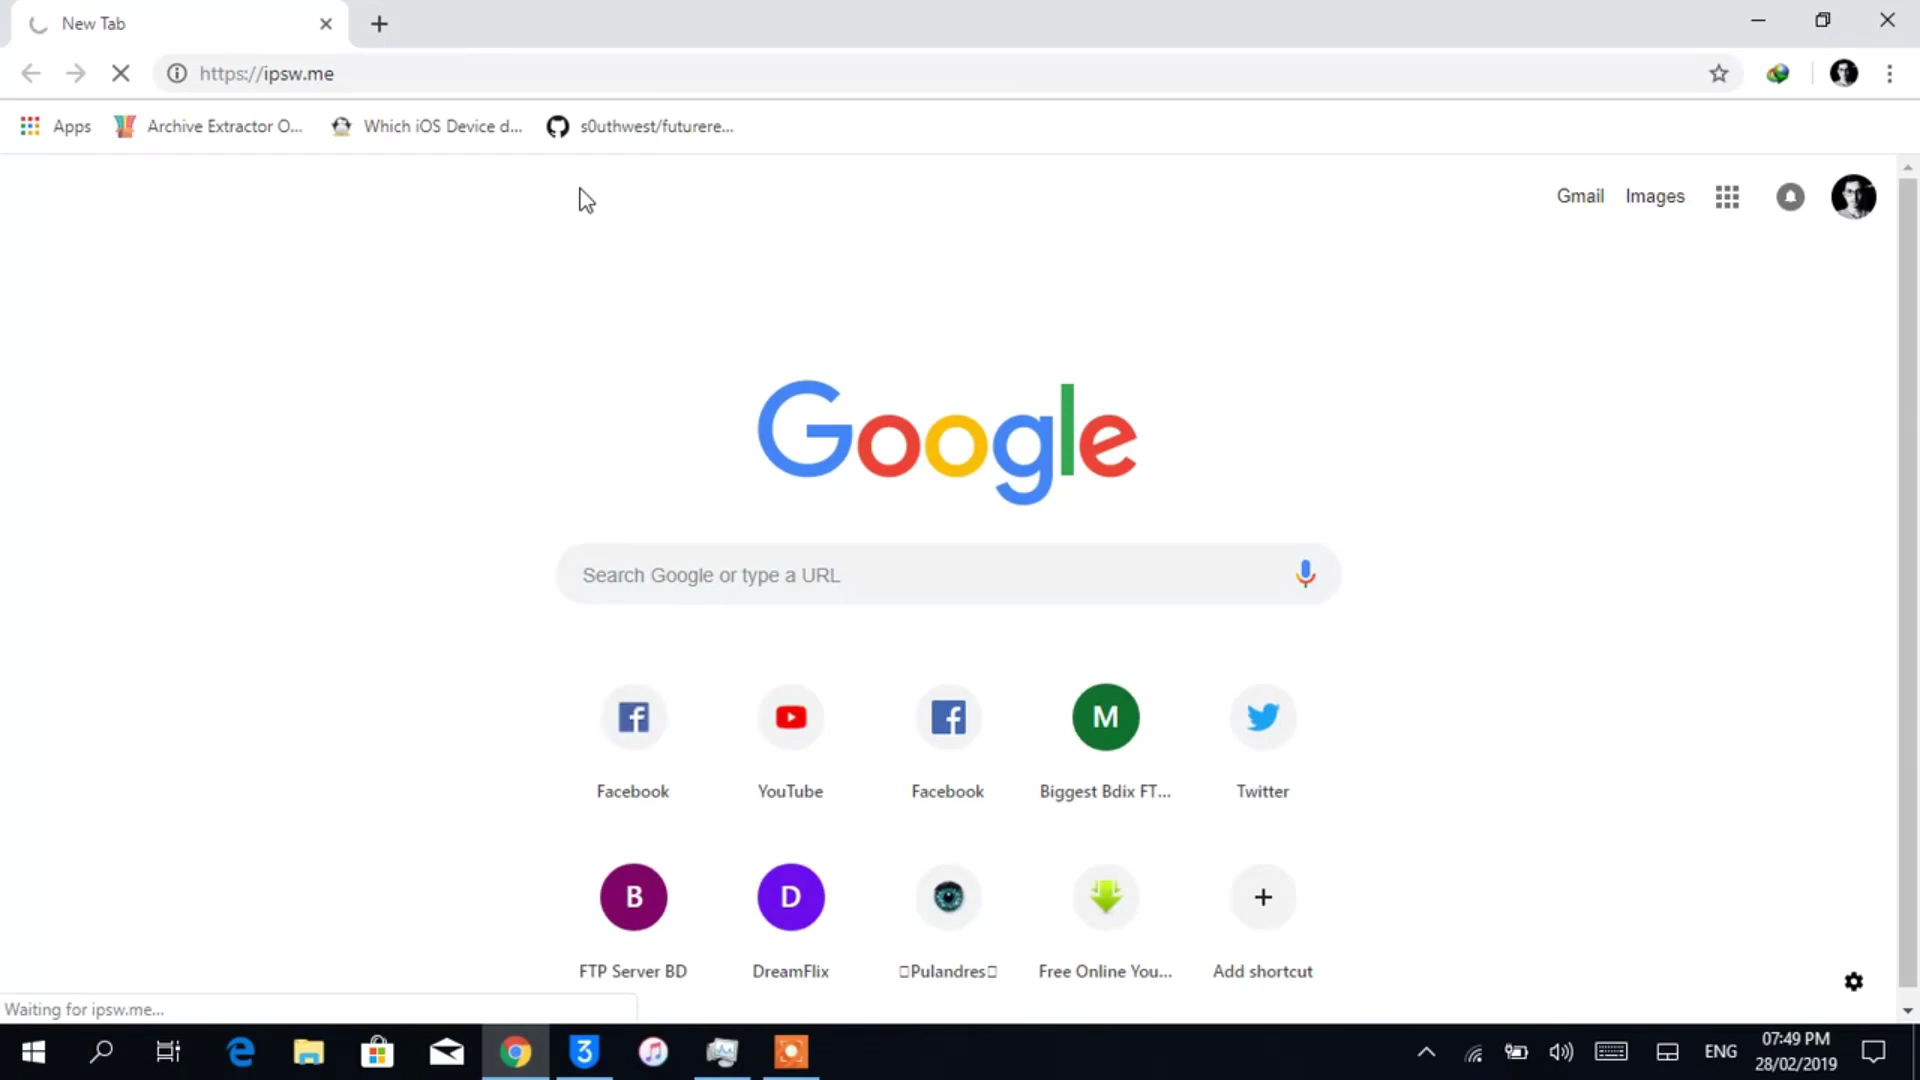 New Tab
https://ipsw.me
Apps
Archive Extractor O...
Which iOS Device d...
s0uthwest/futurere...
Gmail
Images
Google
Search Google or type a URL
Facebook
YouTube
Facebook
M
Biggest Bdix FT...
Twitter
B
FTP Server BD
D
DreamFlix
▯Pulandres▯
Free Online You...
Add shortcut
Waiting for ipsw.me...
3
ENG
07:49 PM
28/02/2019